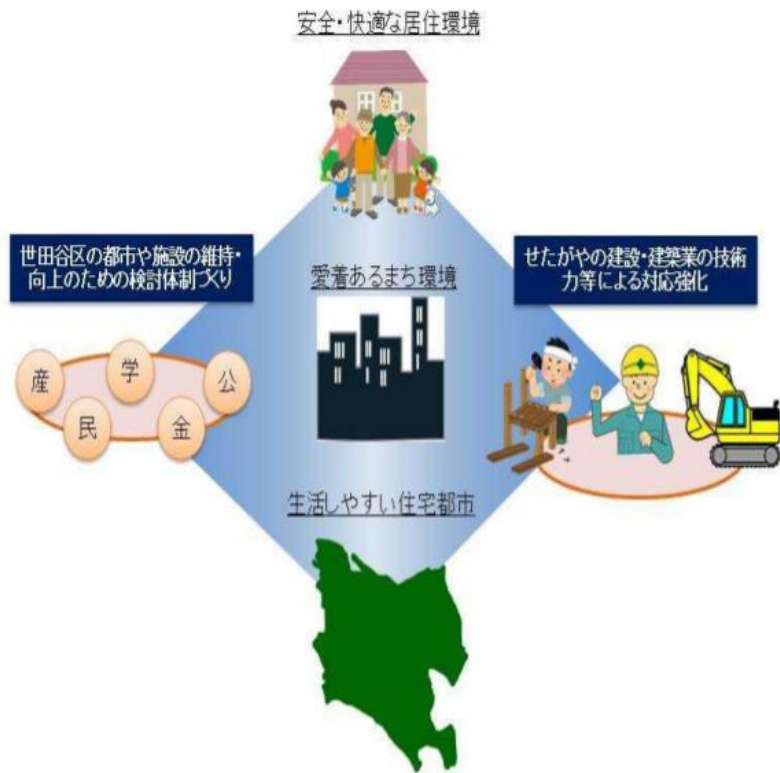 安全・快適な居住環境
世田谷区の都市や施設の維持・
向上のための検討体制づくり
愛着あるまち環境
せたがやの建設・建築業の技術
力等による対応強化
産
学
公
民
金
生活しやすい住宅都市